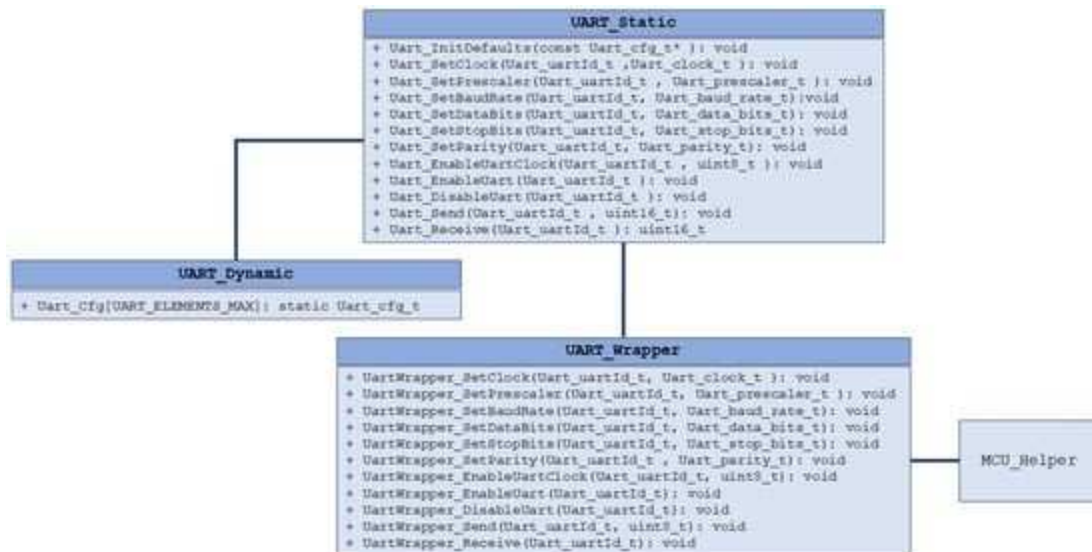 UART_Static
+ Uart_InitDefaults(const Uart_cfg_t* ): void
+ Uart_SetClock(Uart_uartId_t ,Uart_clock_t ): void
+ Uart_SetPrescaler(Uart_uartId_t , Uart_prescaler_t ): void
+ Uart_SetBaudRate(Uart_uartId_t, Uart_baud_rate_t):void
+ Uart_SetDataBits(Uart_uartId_t, Uart_data_bits_t): void
+ Uart_SetStopBits(Uart_uartId_t, Uart_stop_bits_t): void
+ Uart_SetParity(Uart_uartId_t, Uart_parity_t): void
+ Uart_EnableUartClock(Uart_uartId_t , uint8_t ): void
+ Uart_EnableUart(Uart_uartId_t ): void
+ Uart_DisableUart(Uart_uartId_t ): void
+ Uart_Send(Uart_uartId_t , uint16_t): void
+ Uart_Receive(Uart_uartId_t ): uint16_t
UART_Dynamic
+ Uart_Cfg[UART_ELEMENTS_MAX]: static Uart_cfg_t
UART_Wrapper
+ UartWrapper_SetClock(Uart_uartId_t, Uart_clock_t ): void
+ UartWrapper_SetPrescaler(Uart_uartId_t, Uart_prescaler_t ): void
+ UartWrapper_SetBaudRate(Uart_uartId_t, Uart_baud_rate_t): void
+ UartWrapper_SetDataBits(Uart_uartId_t, Uart_data_bits_t): void
+ UartWrapper_SetStopBits(Uart_uartId_t, Uart_stop_bits_t): void
+ UartWrapper_SetParity(Uart_uartId_t , Uart_parity_t): void
+ UartWrapper_EnableUartClock(Uart_uartId_t, uint8_t): void
+ UartWrapper_EnableUart(Uart_uartId_t): void
+ UartWrapper_DisableUart(Uart_uartId_t): void
+ UartWrapper_Send(Uart_uartId_t, uint8_t): void
+ UartWrapper_Receive(Uart_uartId_t): void
MCU_Helper